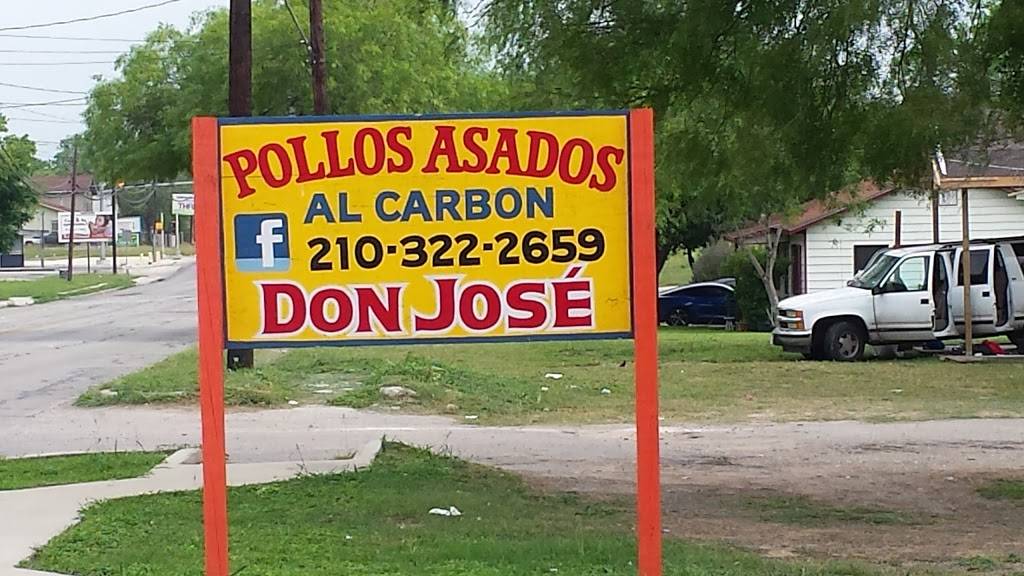 POLLOS ASADOS
AL CARBON
f 210-322-2659
DON JOSÉ